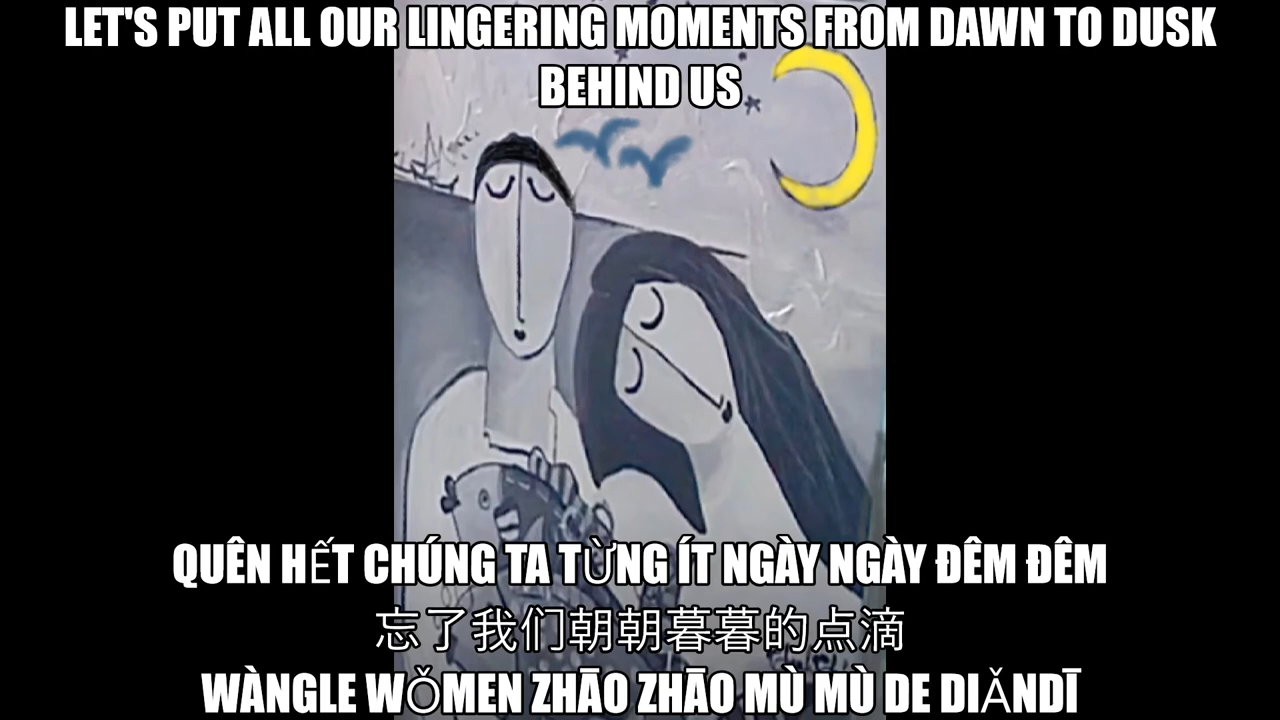 LET'S PUT ALL OUR LINGERING MOMENTS FROM DAWN TO DUSK
BEHIND US
QUÊN HẾT CHÚNG TA TỪNG ÍT NGÀY NGÀY ĐÊM ĐÊM
忘了我们朝朝暮暮的点滴
WÀNGLE WǑMEN ZHĀO ZHĀO MÙ MÙ DE DIǍNDĪ